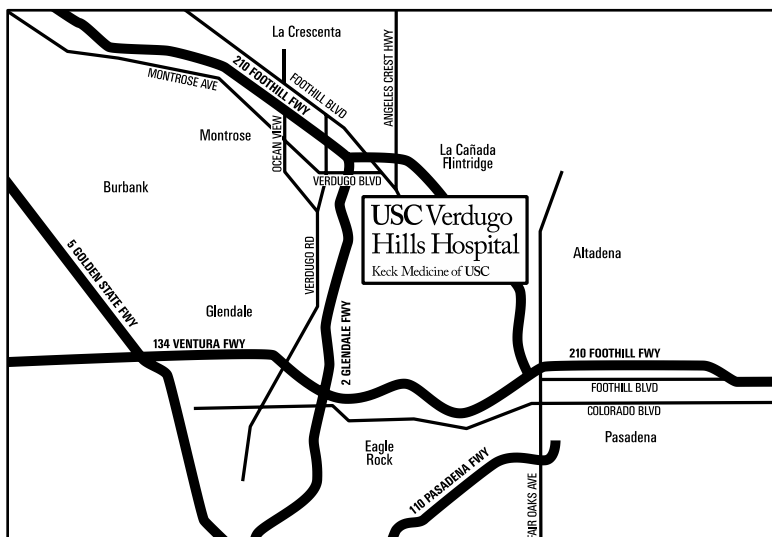 La Crescenta
ANGELES CREST HWY
210 FOOTHILL FWY
FOOTHILL BLVD
MONTROSE AVE
Montrose
OCEAN VIEW
La Cañada
Flintridge
VERDUGO BLVD
Burbank
USC Verdugo
Hills Hospital
Keck Medicine of USC
5 GOLDEN STATE FWY
VERDUGO RD
Altadena
Glendale
134 VENTURA FWY
2 GLENDALE FWY
210 FOOTHILL FWY
FOOTHILL BLVD
COLORADO BLVD
Eagle
Rock
Pasadena
110 PASADENA FWY
FAIR OAKS AVE